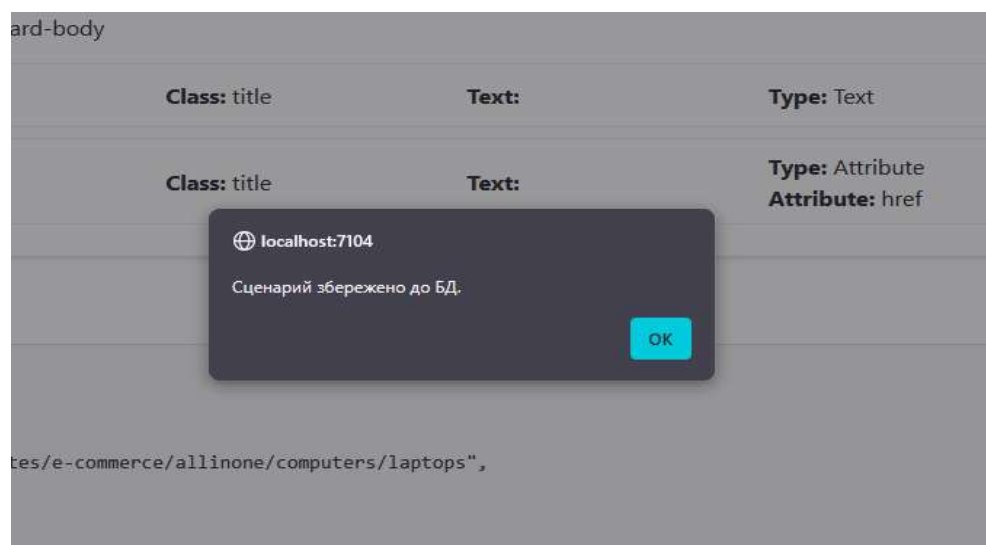 ard-body
Class: title Text: Type: Text
Class: title Text: Type: Attribute
Attribute: href
localhost:7104
Сценарий збережено до БД.
OK
tes/e-commerce/allinone/computers/laptops",